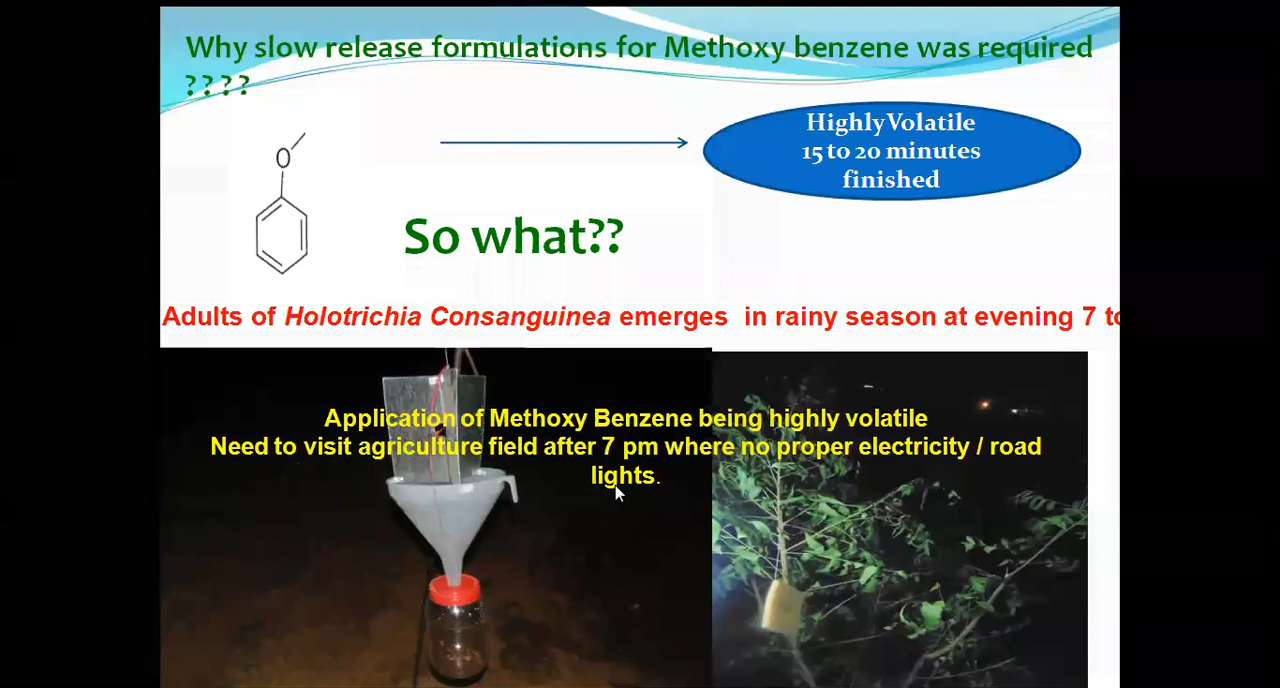 Why slow release formulations for Methoxy benzene was required
????
Highly Volatile
15 to 20 minutes
finished
O
So what??
Adults of Holotrichia Consanguinea emerges in rainy season at evening 7 to
Application of Methoxy Benzene being highly volatile
Need to visit agriculture field after 7 pm where no proper electricity / road
lights.